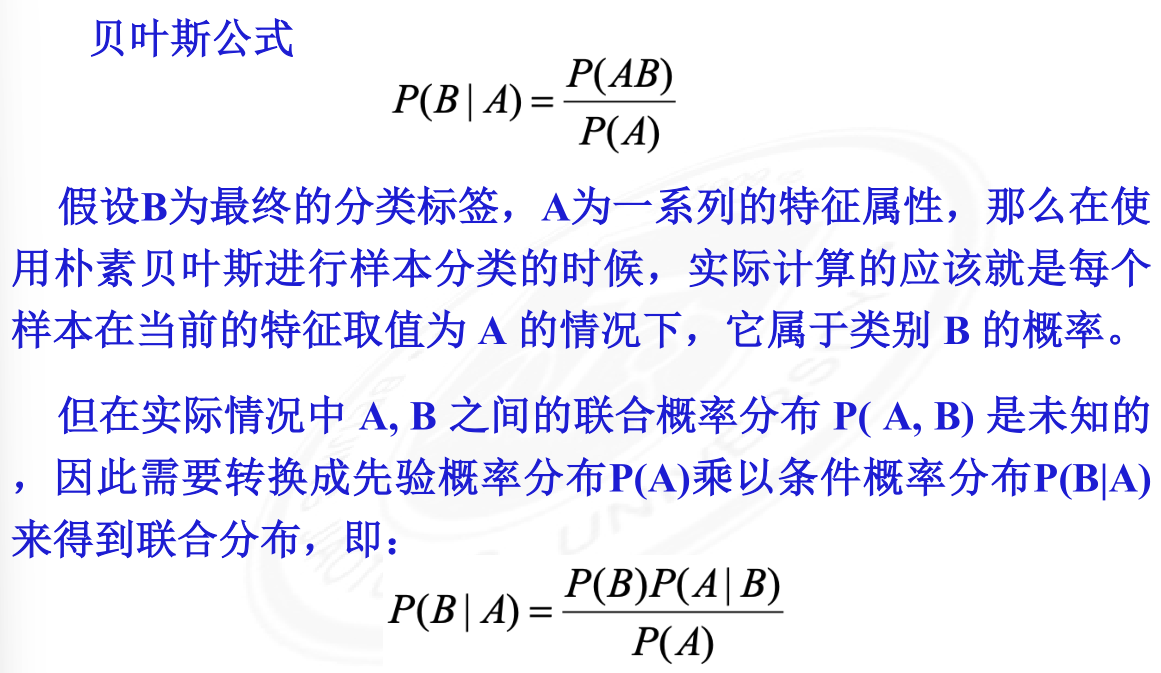 贝叶斯公式
P(B | A) = P(AB) / P(A)
假设B为最终的分类标签，A为一系列的特征属性，那么在使
用朴素贝叶斯进行样本分类的时候，实际计算的应该就是每个
样本在当前的特征取值为 A 的情况下，它属于类别 B 的概率。
但在实际情况中 A, B 之间的联合概率分布 P( A, B) 是未知的
，因此需要转换成先验概率分布P(A)乘以条件概率分布P(B|A)
来得到联合分布，即：
P(B | A) = P(B)P(A | B) / P(A)